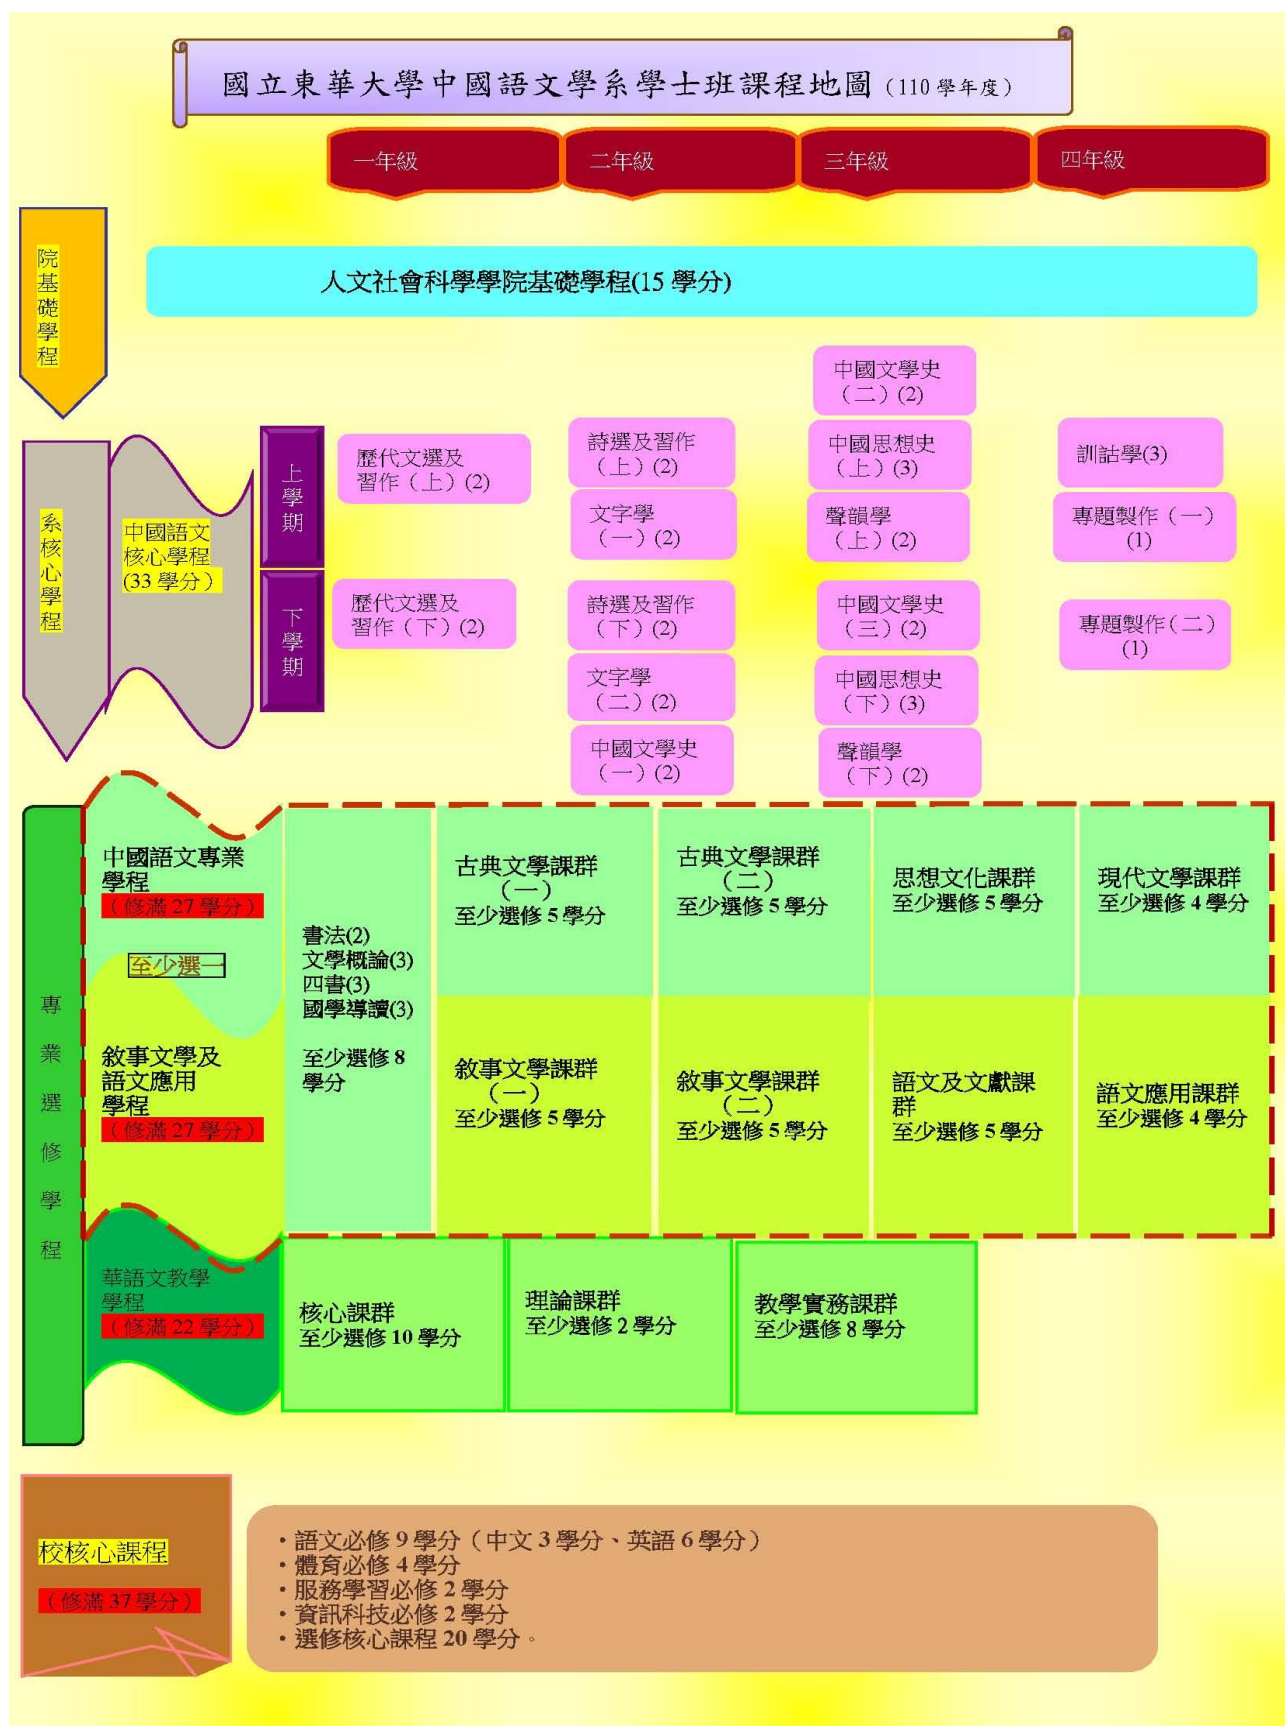 國立東華大學中國語文學系學士班課程地圖（110 學年度）
一年級
二年級
三年級
四年級
院基礎學程
人文社會科學學院基礎學程(15 學分)
系核心學程
中國語文
核心學程
(33 學分）
上學期
歷代文選及
習作（上）(2)
詩選及習作
（上）(2)
文字學
（一）(2)
中國文學史
（二）(2)
中國思想史
（上）(3)
聲韻學
（上）(2)
訓詁學(3)
專題製作（一）
(1)
下學期
歷代文選及
習作（下）(2)
詩選及習作
（下）(2)
文字學
（二）(2)
中國文學史
（一）(2)
中國文學史
（三）(2)
中國思想史
（下）(3)
聲韻學
（下）(2)
專題製作（二）
(1)
專業選修學程
中國語文專業
學程
（修滿 27 學分）
至少選一
敘事文學及
語文應用
學程
（修滿 27 學分）
書法(2)
文學概論(3)
四書(3)
國學導讀(3)
至少選修 8
學分
古典文學課群
（一）
至少選修 5 學分
古典文學課群
（二）
至少選修 5 學分
思想文化課群
至少選修 5 學分
現代文學課群
至少選修 4 學分
敘事文學課群
（一）
至少選修 5 學分
敘事文學課群
（二）
至少選修 5 學分
語文及文獻課
群
至少選修 5 學分
語文應用課群
至少選修 4 學分
華語文教學
學程
（修滿 22 學分）
核心課群
至少選修 10 學分
理論課群
至少選修 2 學分
教學實務課群
至少選修 8 學分
校核心課程
（修滿 37 學分）
・語文必修 9 學分（中文 3 學分、英語 6 學分）
・體育必修 4 學分
・服務學習必修 2 學分
・資訊科技必修 2 學分
・選修核心課程 20 學分。